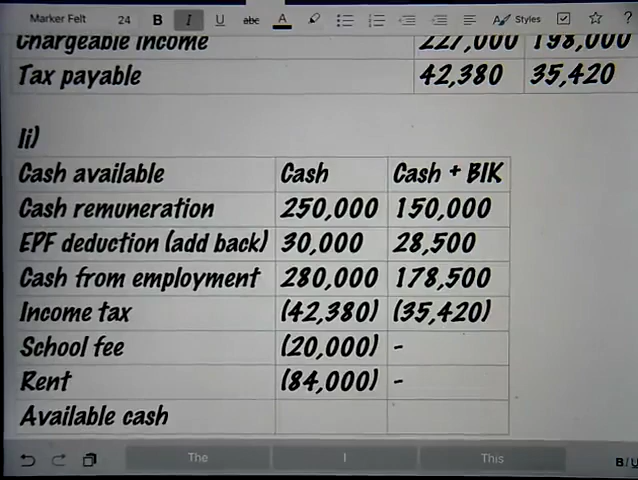 Marker Felt 24 B I U abc A Styles ?
Chargeable income 227,000 198,000
Tax payable 42,380 35,420
Ii)
Cash available Cash Cash + BIK
Cash remuneration 250,000 150,000
EPF deduction (add back) 30,000 28,500
Cash from employment 280,000 178,500
Income tax (42,380) (35,420)
School fee (20,000) -
Rent (84,000) -
Available cash
The I This B/U